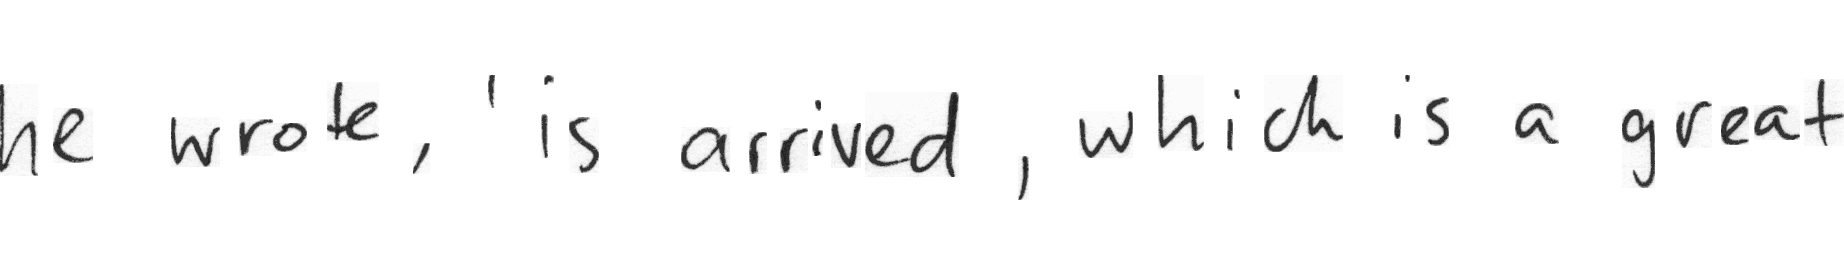 he wrote, 'is arrived, which is a great